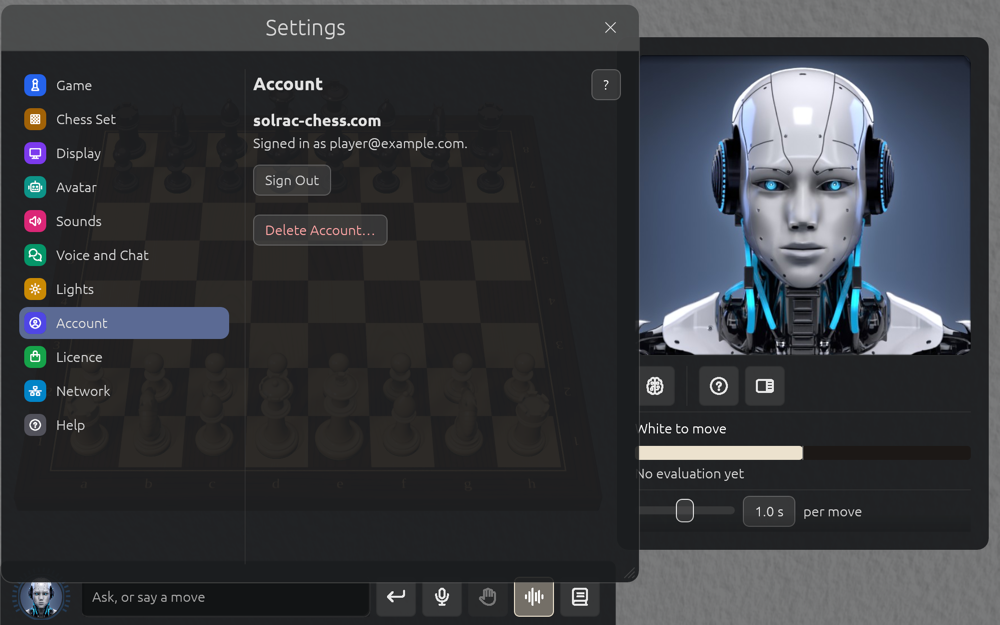 Settings
Game
Chess Set
Display
Avatar
Sounds
Voice and Chat
Lights
Account
Licence
Network
Help
Account
?
solrac-chess.com
Signed in as player@example.com.
Sign Out
Delete Account...
a b c d e f g h
White to move
No evaluation yet
1.0 s per move
Ask, or say a move